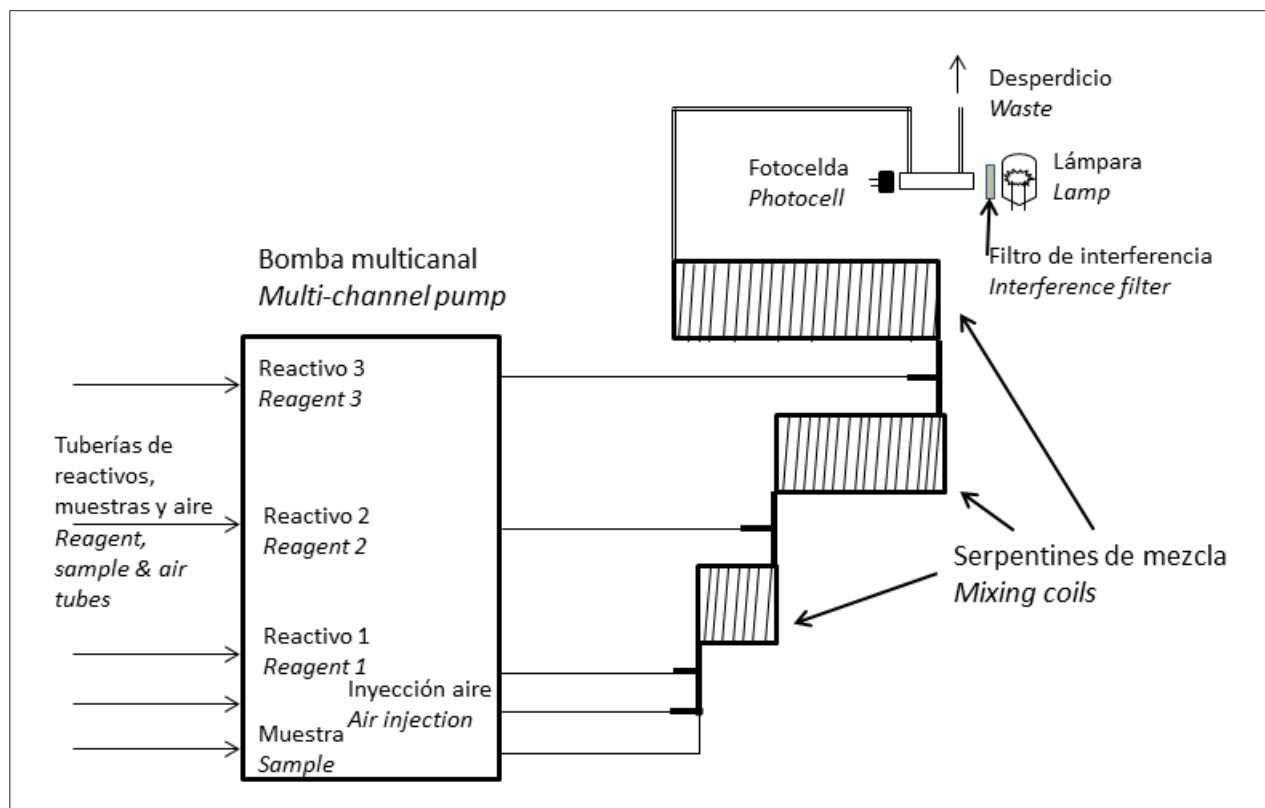 Desperdicio
Waste
Fotocelda
Photocell
Lámpara
Lamp
Filtro de interferencia
Interference filter
Bomba multicanal
Multi-channel pump
Reactivo 3
Reagent 3
Tuberías de
reactivos,
muestras y aire
Reagent,
sample & air
tubes
Reactivo 2
Reagent 2
Serpentines de mezcla
Mixing coils
Reactivo 1
Reagent 1
Inyección aire
Air injection
Muestra
Sample